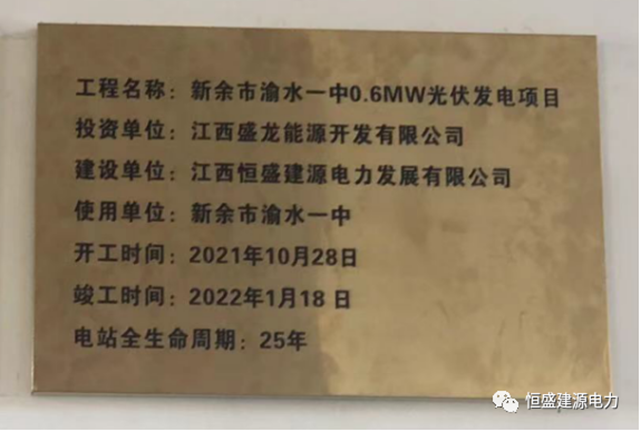 工程名称：新余市渝水一中0.6MW光伏发电项目
投资单位：江西盛龙能源开发有限公司
建设单位：江西恒盛建源电力发展有限公司
使用单位：新余市渝水一中
开工时间：2021年10月28日
竣工时间：2022年1月18 日
电站全生命周期：25年
恒盛建源电力